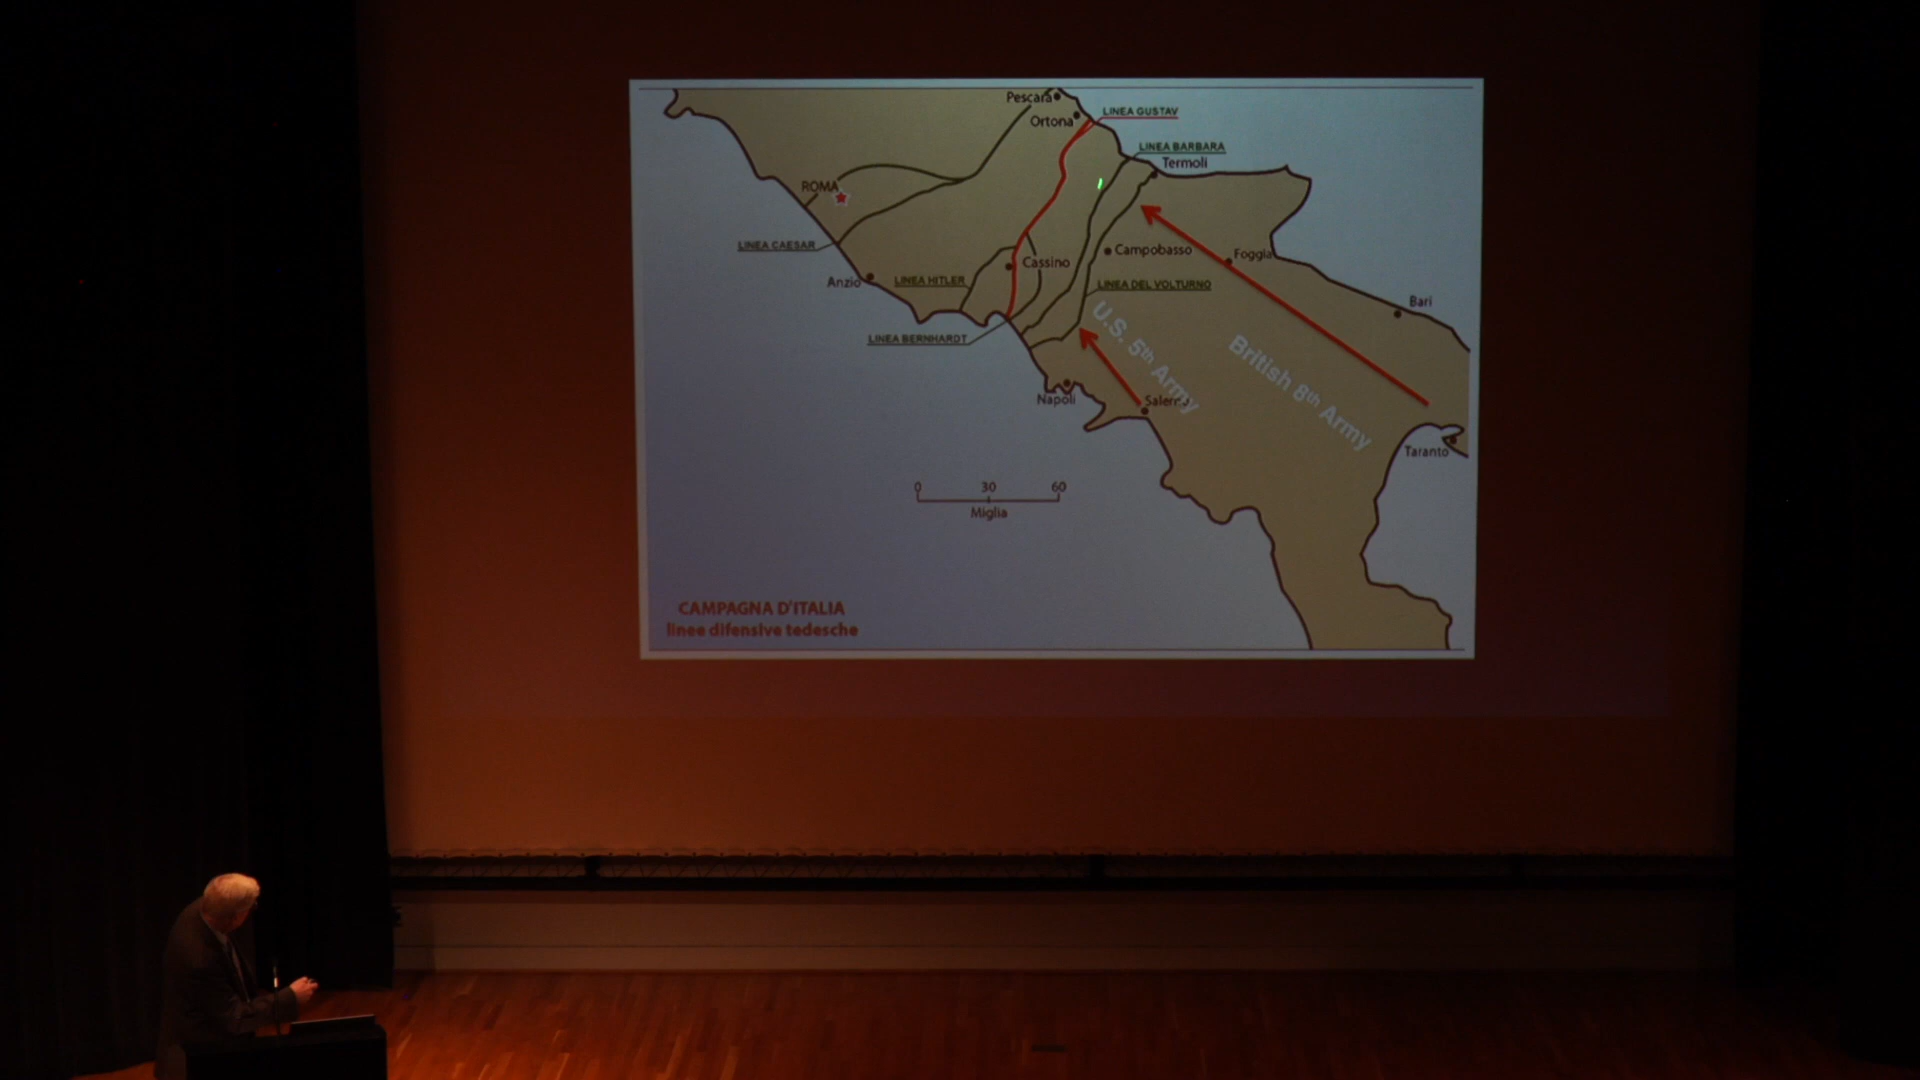 Pescara
LINEA GUSTAV
Ortona
LINEA BARBARA
Termoli
ROMA
LINEA CAESAR
Campobasso
Foggia
Cassino
Anzio
LINEA HITLER
LINEA DEL VOLTURNO
Bari
LINEA BERNHARDT
U.S. 5th Army
British 8th Army
Napoli
Salerno
Taranto
0 30 60
Miglia
CAMPAGNA D'ITALIA
linee difensive tedesche